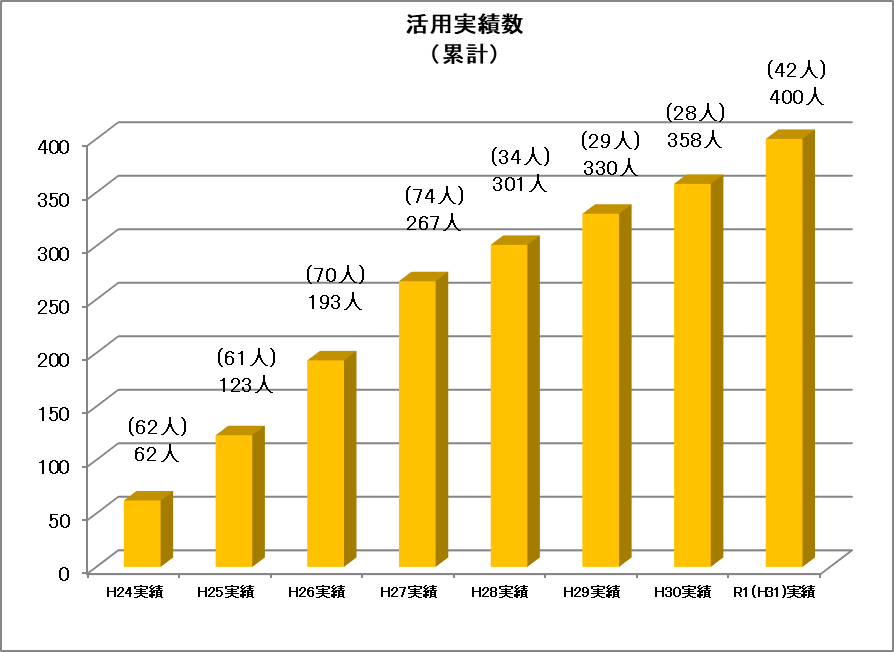 活用実績数
（累計）
(42人)
400人
(28人)
358人
(29人)
330人
(34人)
301人
(74人)
267人
(70人)
193人
(61人)
123人
(62人)
62人
400
350
300
250
200
150
100
50
0
H24実績 H25実績 H26実績 H27実績 H28実績 H29実績 H30実績 R1(H31)実績